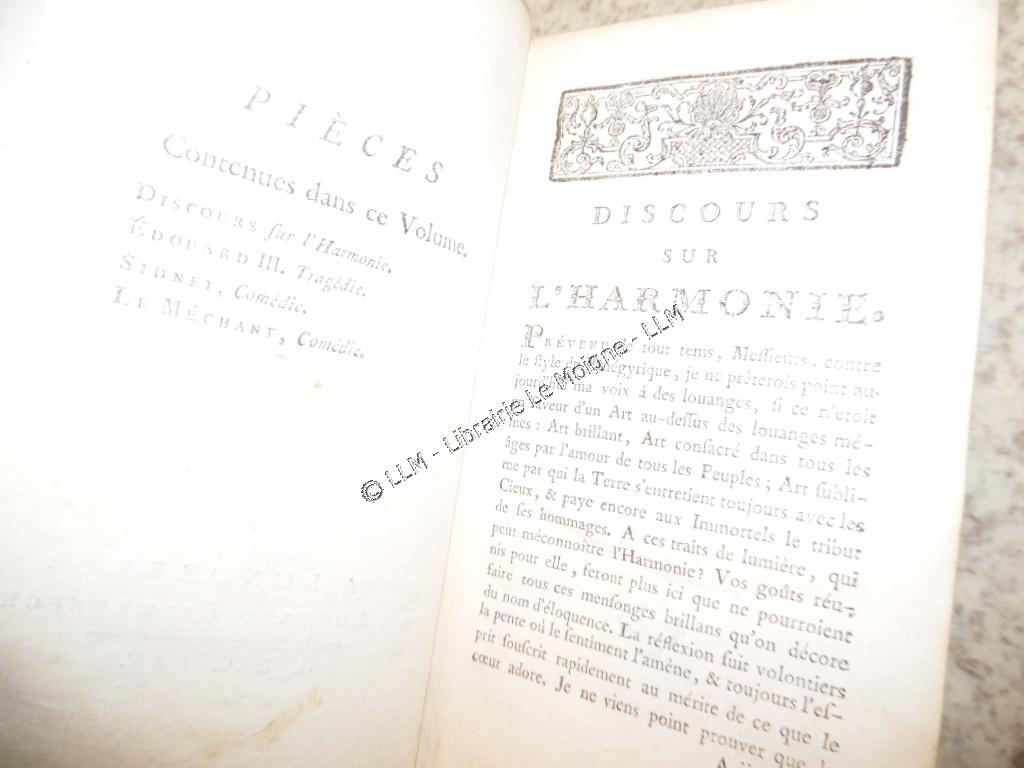 PIÈCES
Contenues dans ce Volume.
DISCOURS ſur l'Harmonie.
ÉDOUARD III. Tragédie.
SIDNEI, Comédie.
LE MÉCHANT, Comédie.
DISCOURS
SUR
L'HARMONIE.
PRÉVENU de tout tems, Meſſieurs, contre
le ſtyle du Panégyrique, je ne prêterois point au-
jourd'hui ma voix à des louanges, ſi ce n'étoit
en faveur d'un Art au-deſſus des louanges mê-
mes : Art brillant, Art conſacré dans tous les
âges par l'amour de tous les Peuples ; Art ſubli-
me par qui la Terre s'entretient toujours avec les
Cieux, & paye encore aux Immortels le tribut
de ſes hommages. A ces traits de lumière, qui
peut méconnoître l'Harmonie ? Vos goûts réu-
nis pour elle, feront plus ici que ne pourroient
faire tous ces menſonges brillans qu'on décore
du nom d'éloquence. La réflexion ſuit volontiers
la pente où le ſentiment l'amène, & toujours l'eſ-
prit ſouſcrit rapidement au mérite de ce que le
cœur adore. Je ne viens point prouver que
© LLM - Librairie Le Moigne - LLM